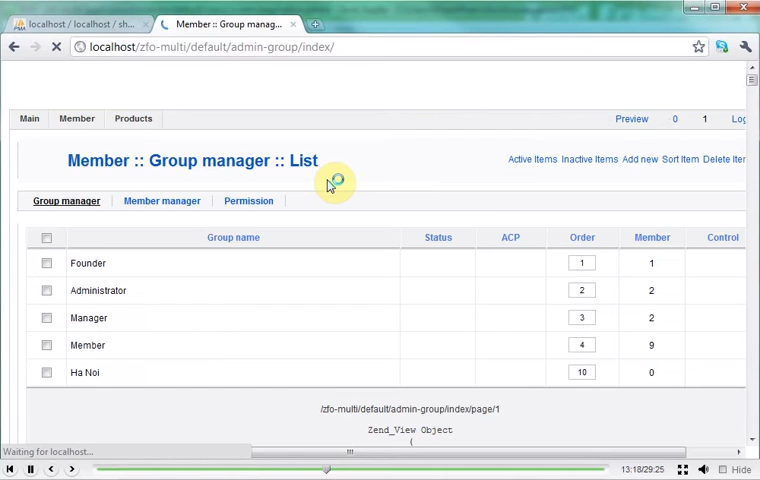 localhost / localhost / sh...
Member :: Group manag...
localhost/zfo-multi/default/admin-group/index/
Main Member Products Preview 0 1 Log
Member :: Group manager :: List
Active Items Inactive Items Add new Sort Item Delete Iter
Group manager Member manager Permission
Group name Status ACP Order Member Control
Founder 1 1
Administrator 2 2
Manager 3 2
Member 4 9
Ha Noi 10 0
/zfo-multi/default/admin-group/index/page/1
Zend_View Object
(
Waiting for localhost...
13:18/29:25 Hide